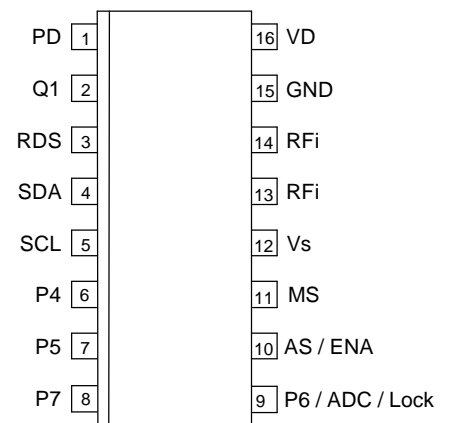 PD 1 16 VD
Q1 2 15 GND
RDS 3 14 RFi
SDA 4 13 RFi
SCL 5 12 Vs
P4 6 11 MS
P5 7 10 AS / ENA
P7 8 9 P6 / ADC / Lock